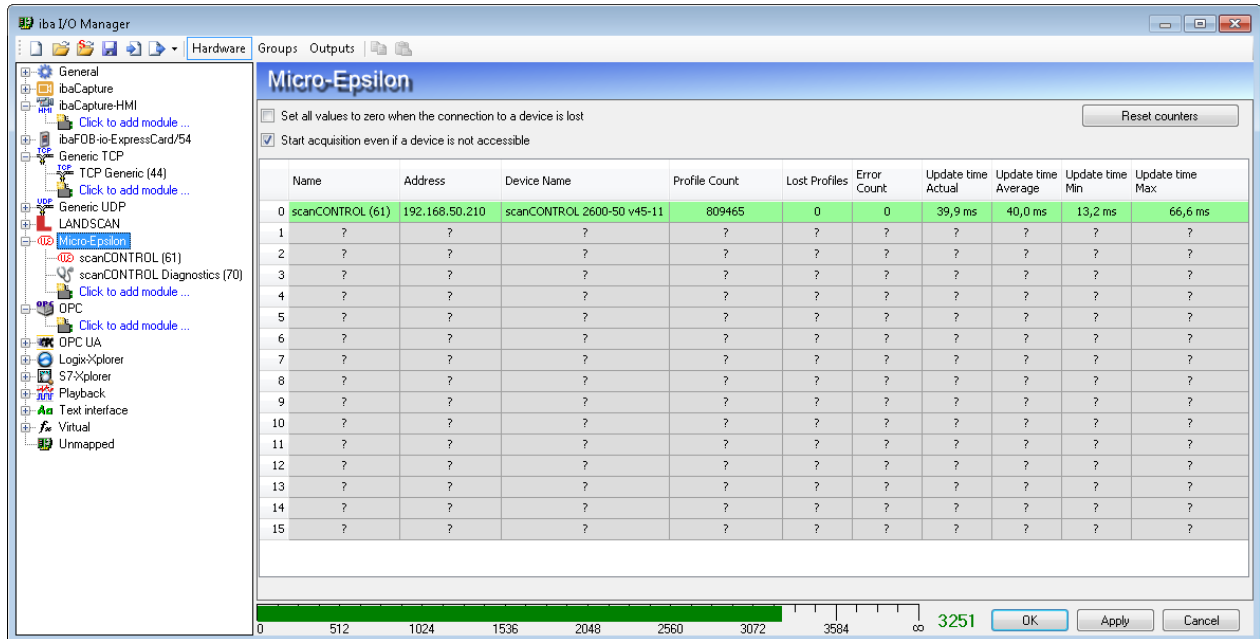 iba I/O Manager
Hardware Groups Outputs
General
ibaCapture
ibaCapture-HMI
Click to add module ...
ibaFOB-io-ExpressCard/54
Generic TCP
TCP Generic (44)
Click to add module ...
Generic UDP
LANDSCAN
Micro-Epsilon
scanCONTROL (61)
scanCONTROL Diagnostics (70)
Click to add module ...
OPC
Click to add module ...
OPC UA
Logix-Xplorer
S7-Xplorer
Playback
Text interface
Virtual
Unmapped
Micro-Epsilon
Set all values to zero when the connection to a device is lost
Reset counters
Start acquisition even if a device is not accessible
Name Address Device Name Profile Count Lost Profiles Error Count Update time Actual Update time Average Update time Min Update time Max
0 scanCONTROL (61) 192.168.50.210 scanCONTROL 2600-50 v45-11 809465 0 0 39,9 ms 40,0 ms 13,2 ms 66,6 ms
1 ? ? ? ? ? ? ? ? ? ?
2 ? ? ? ? ? ? ? ? ? ?
3 ? ? ? ? ? ? ? ? ? ?
4 ? ? ? ? ? ? ? ? ? ?
5 ? ? ? ? ? ? ? ? ? ?
6 ? ? ? ? ? ? ? ? ? ?
7 ? ? ? ? ? ? ? ? ? ?
8 ? ? ? ? ? ? ? ? ? ?
9 ? ? ? ? ? ? ? ? ? ?
10 ? ? ? ? ? ? ? ? ? ?
11 ? ? ? ? ? ? ? ? ? ?
12 ? ? ? ? ? ? ? ? ? ?
13 ? ? ? ? ? ? ? ? ? ?
14 ? ? ? ? ? ? ? ? ? ?
15 ? ? ? ? ? ? ? ? ? ?
0 512 1024 1536 2048 2560 3072 3584 ∞
3251
OK Apply Cancel